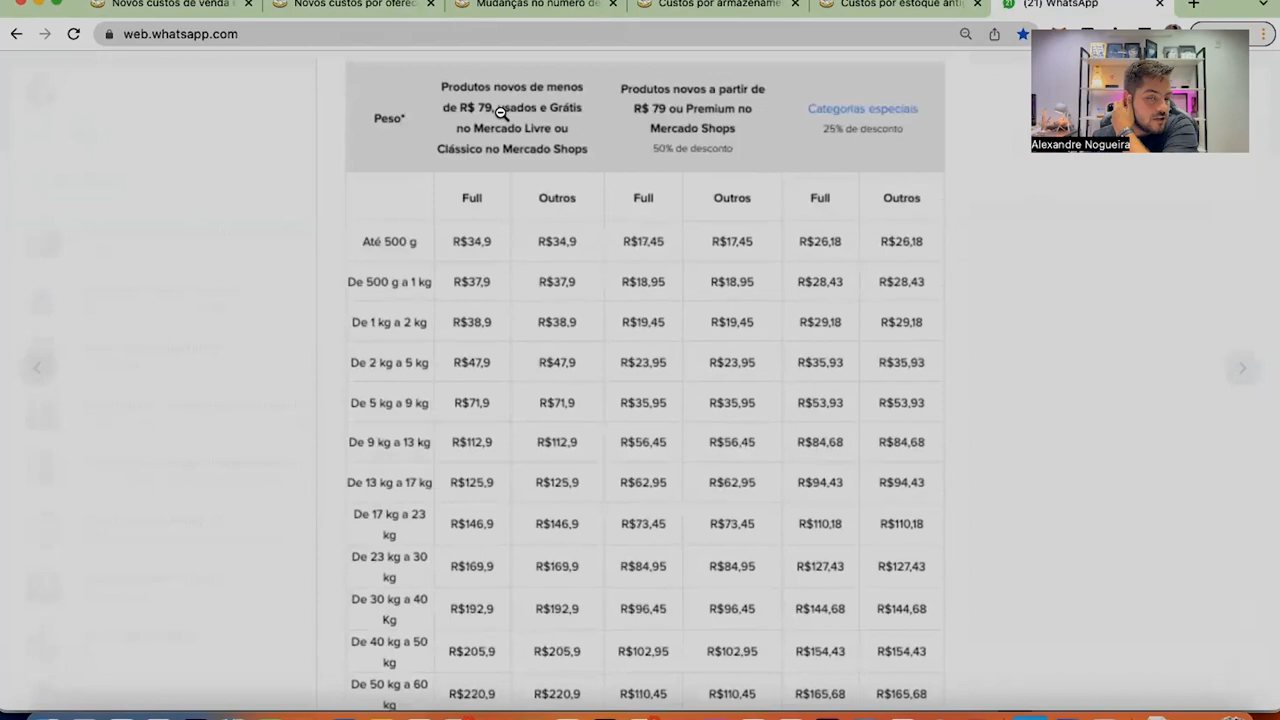 Novos custos de venda
Novos custos por oferec
Mudanças no número de
Custos por armazename
Custos por estoque anti
(21) WhatsApp
web.whatsapp.com
Alexandre Nogueira
Peso*
Produtos novos de menos
de R$ 79, usados e Grátis
no Mercado Livre ou
Clássico no Mercado Shops
Produtos novos a partir de
R$ 79 ou Premium no
Mercado Shops
50% de desconto
Categorias especiais
25% de desconto
Full Outros Full Outros Full Outros
Até 500 g R$34,9 R$34,9 R$17,45 R$17,45 R$26,18 R$26,18
De 500 g a 1 kg R$37,9 R$37,9 R$18,95 R$18,95 R$28,43 R$28,43
De 1 kg a 2 kg R$38,9 R$38,9 R$19,45 R$19,45 R$29,18 R$29,18
De 2 kg a 5 kg R$47,9 R$47,9 R$23,95 R$23,95 R$35,93 R$35,93
De 5 kg a 9 kg R$71,9 R$71,9 R$35,95 R$35,95 R$53,93 R$53,93
De 9 kg a 13 kg R$112,9 R$112,9 R$56,45 R$56,45 R$84,68 R$84,68
De 13 kg a 17 kg R$125,9 R$125,9 R$62,95 R$62,95 R$94,43 R$94,43
De 17 kg a 23
kg R$146,9 R$146,9 R$73,45 R$73,45 R$110,18 R$110,18
De 23 kg a 30
kg R$169,9 R$169,9 R$84,95 R$84,95 R$127,43 R$127,43
De 30 kg a 40
Kg R$192,9 R$192,9 R$96,45 R$96,45 R$144,68 R$144,68
De 40 kg a 50
kg R$205,9 R$205,9 R$102,95 R$102,95 R$154,43 R$154,43
De 50 kg a 60
kg R$220,9 R$220,9 R$110,45 R$110,45 R$165,68 R$165,68